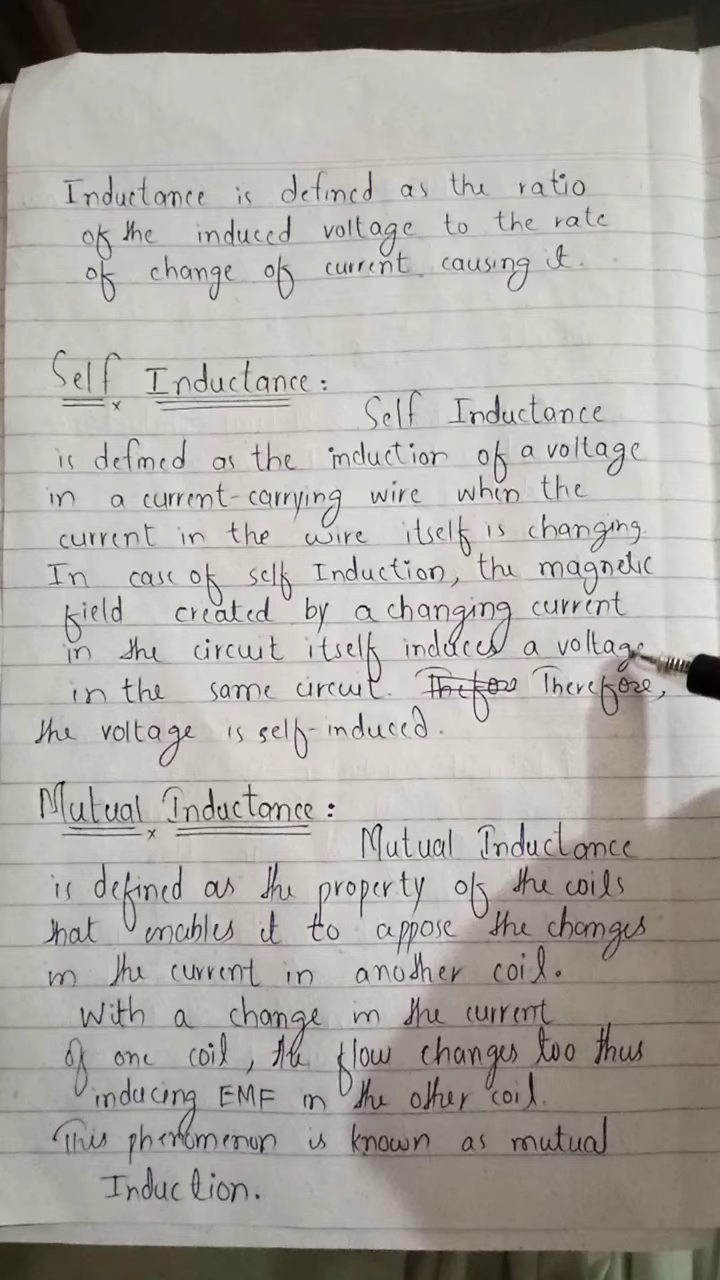 Inductance is defined as the ratio
of the induced voltage to the rate
of change of current causing it.
Self Inductance:
Self Inductance
is defined as the induction of a voltage
in a current-carrying wire when the
current in the wire itself is changing.
In case of self Induction, the magnetic
field created by a changing current
in the circuit itself induces a voltage
in the same circuit. Therefore,
the voltage is self-induced.
Mutual Inductance:
Mutual Inductance
is defined as the property of the coils
that enables it to appose the changes
in the current in another coil.
With a change in the current
of one coil, the flow changes too thus
inducing EMF in the other coil.
This phenomenon is known as mutual
Induction.